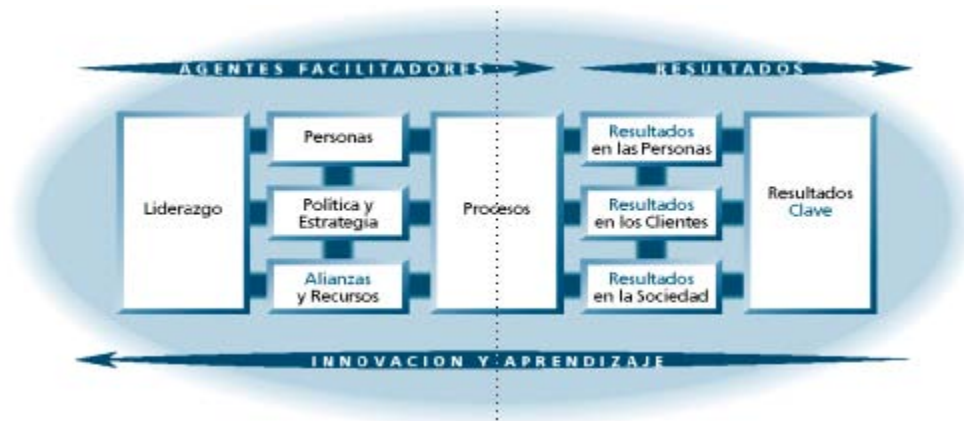 AGENTES FACILITADORES
RESULTADOS
Liderazgo
Personas
Política y
Estrategia
Alianzas
y Recursos
Procesos
Resultados
en las Personas
Resultados
en los Clientes
Resultados
en la Sociedad
Resultados
Clave
INNOVACION Y APRENDIZAJE